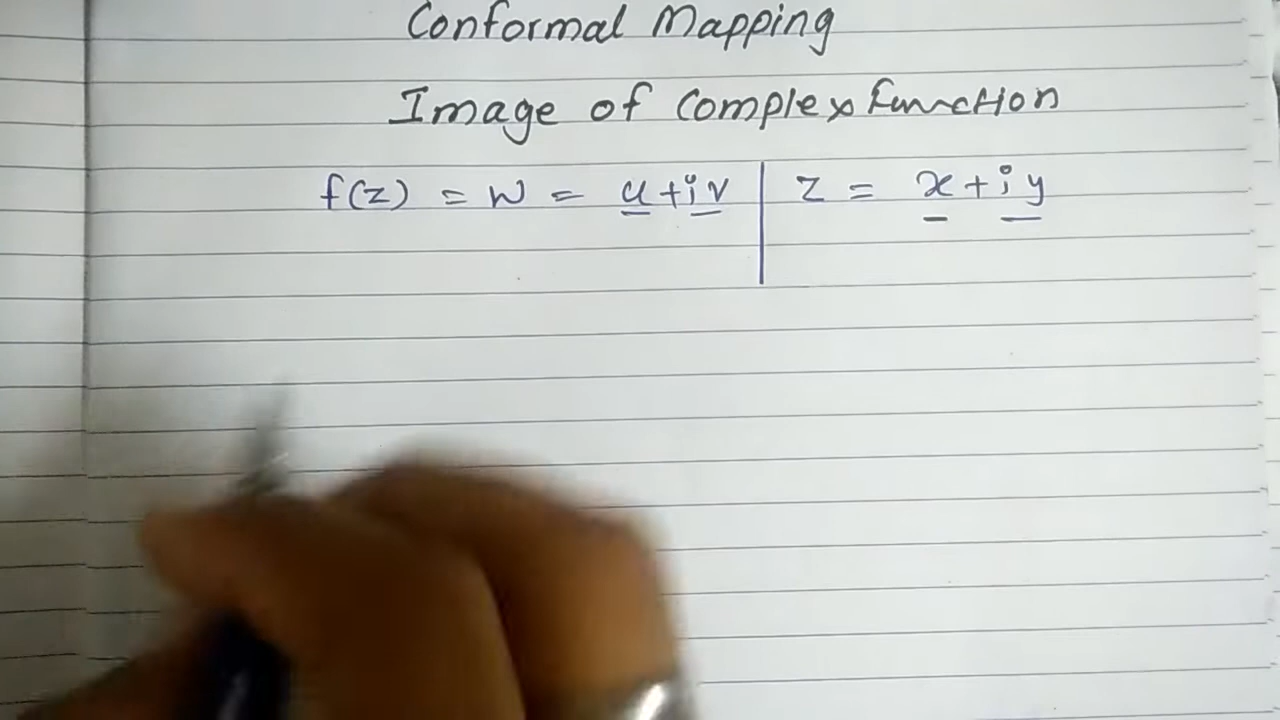 Conformal Mapping
Image of Complex Function
f(z) = W = u+iv | z = x+iy